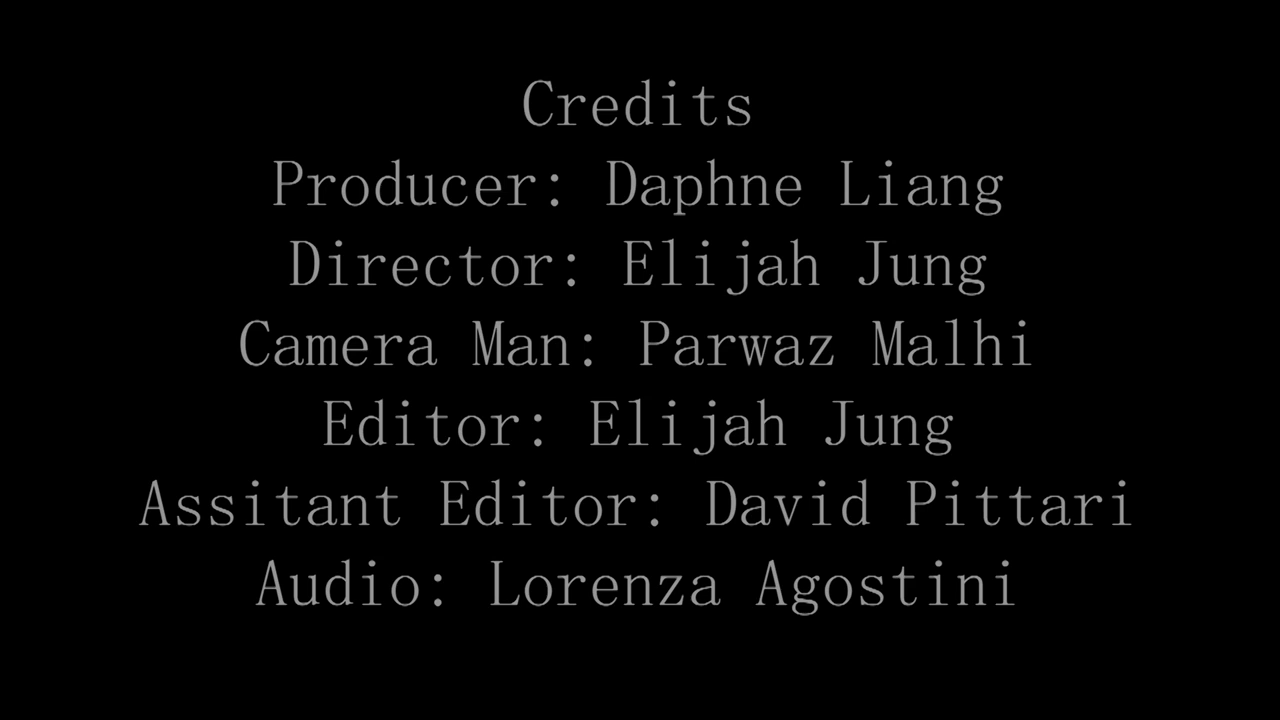 Credits
Producer: Daphne Liang
Director: Elijah Jung
Camera Man: Parwaz Malhi
Editor: Elijah Jung
Assitant Editor: David Pittari
Audio: Lorenza Agostini